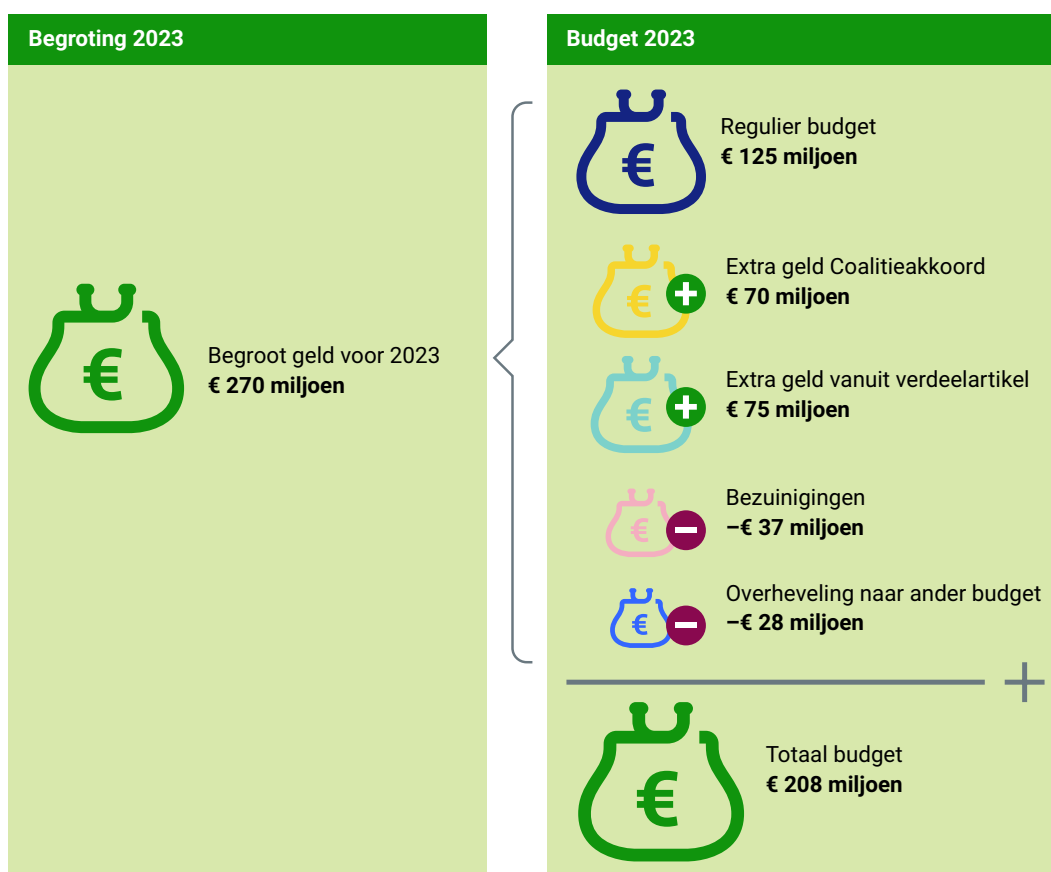 Begroting 2023
€
Begroot geld voor 2023
€ 270 miljoen
Budget 2023
€
Regulier budget
€ 125 miljoen
€
Extra geld Coalitieakkoord
€ 70 miljoen
€
Extra geld vanuit verdeelartikel
€ 75 miljoen
€
Bezuinigingen
–€ 37 miljoen
€
Overheveling naar ander budget
–€ 28 miljoen
€
Totaal budget
€ 208 miljoen